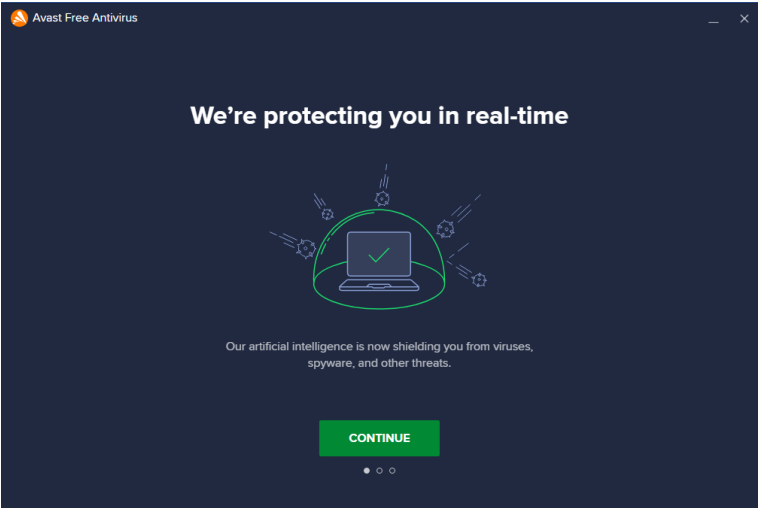 Avast Free Antivirus
We’re protecting you in real-time
Our artificial intelligence is now shielding you from viruses,
spyware, and other threats.
CONTINUE